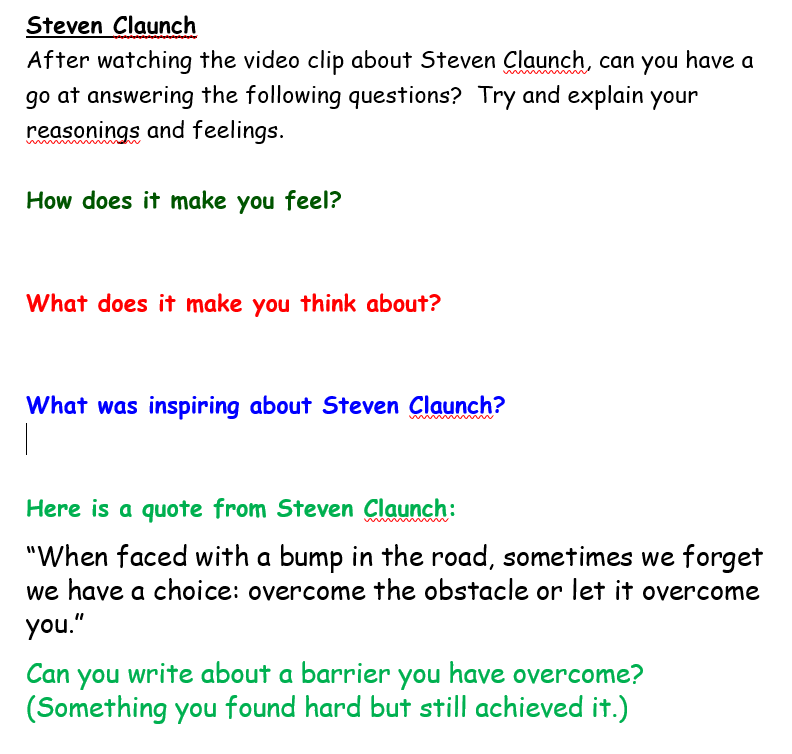 Steven Claunch
After watching the video clip about Steven Claunch, can you have a
go at answering the following questions?  Try and explain your
reasonings and feelings.
How does it make you feel?
What does it make you think about?
What was inspiring about Steven Claunch?
Here is a quote from Steven Claunch:
“When faced with a bump in the road, sometimes we forget
we have a choice: overcome the obstacle or let it overcome
you.”
Can you write about a barrier you have overcome?
(Something you found hard but still achieved it.)